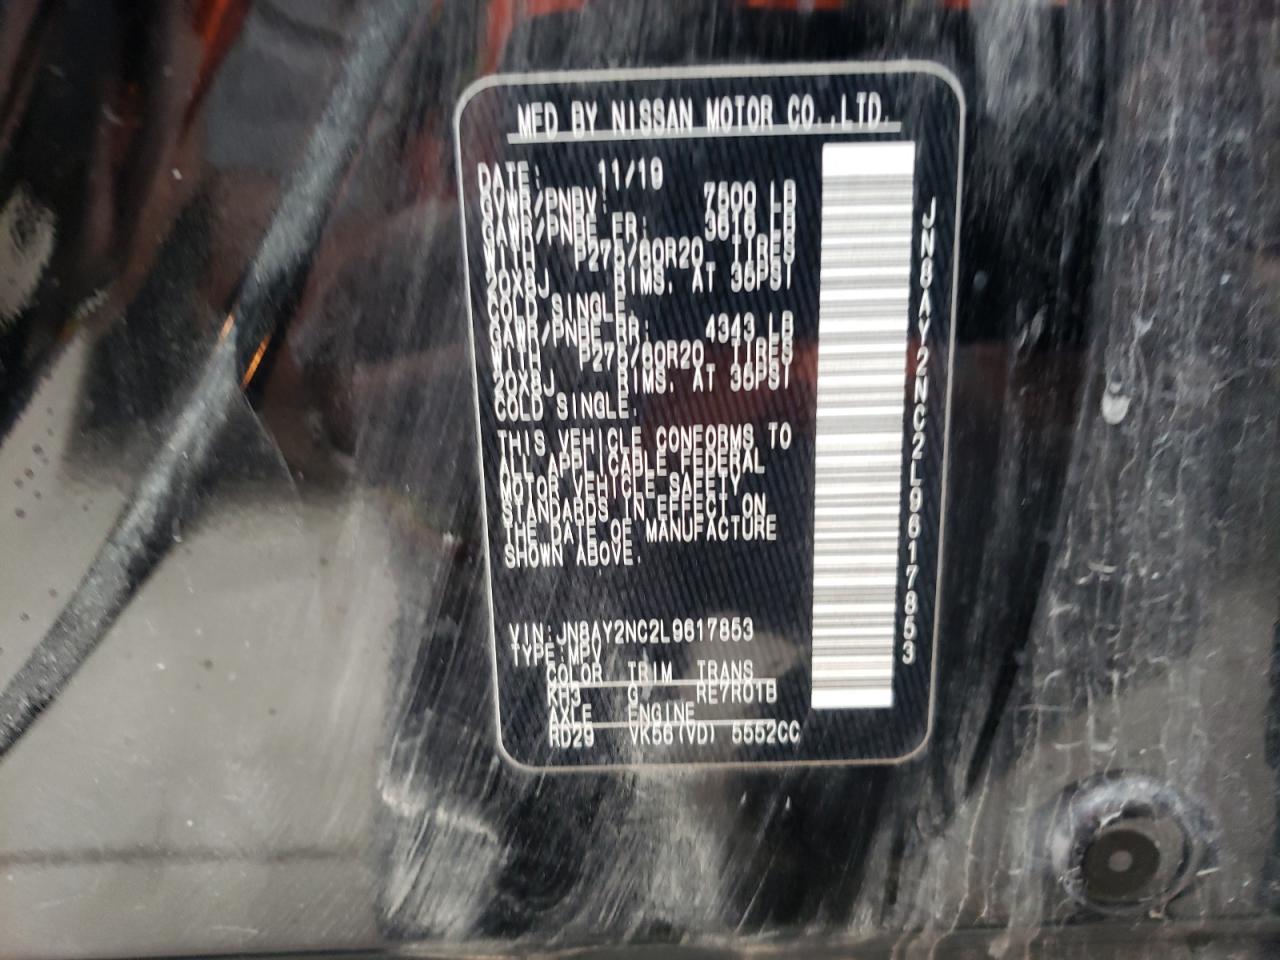 MFD BY NISSAN MOTOR CO.,LTD.
DATE: 11/19
GVWR/PNBV: 7500 LB
GAWR/PNBE FR: 3616 LB
WITH P275/60R20 TIRES
20X8J RIMS. AT 35PSI
COLD SINGLE.
GAWR/PNBE RR: 4343 LB
WITH P275/60R20 TIRES
20X8J RIMS. AT 35PSI
COLD SINGLE.
THIS VEHICLE CONFORMS TO
ALL APPLICABLE FEDERAL
MOTOR VEHICLE SAFETY
STANDARDS IN EFFECT ON
THE DATE OF MANUFACTURE
SHOWN ABOVE.
VIN:JN8AY2NC2L9617853
TYPE:MPV
COLOR TRIM TRANS
KH3 G RE7R01B
AXLE ENGINE
RD29 VK56(VD) 5552CC
JN8AY2NC2L9617853